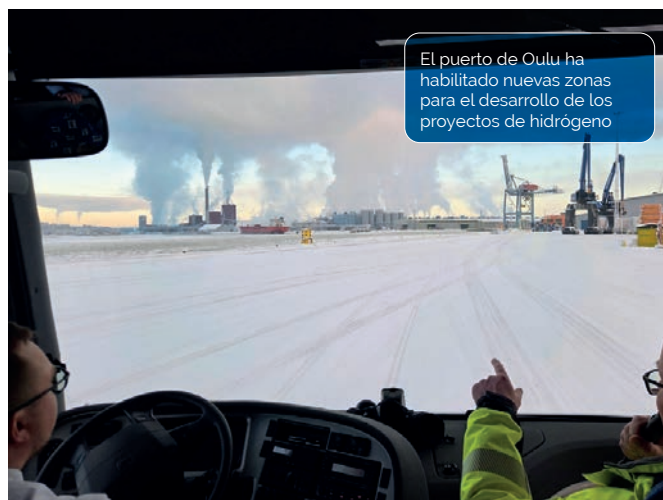 El puerto de Oulu ha
habilitado nuevas zonas
para el desarrollo de los
proyectos de hidrógeno